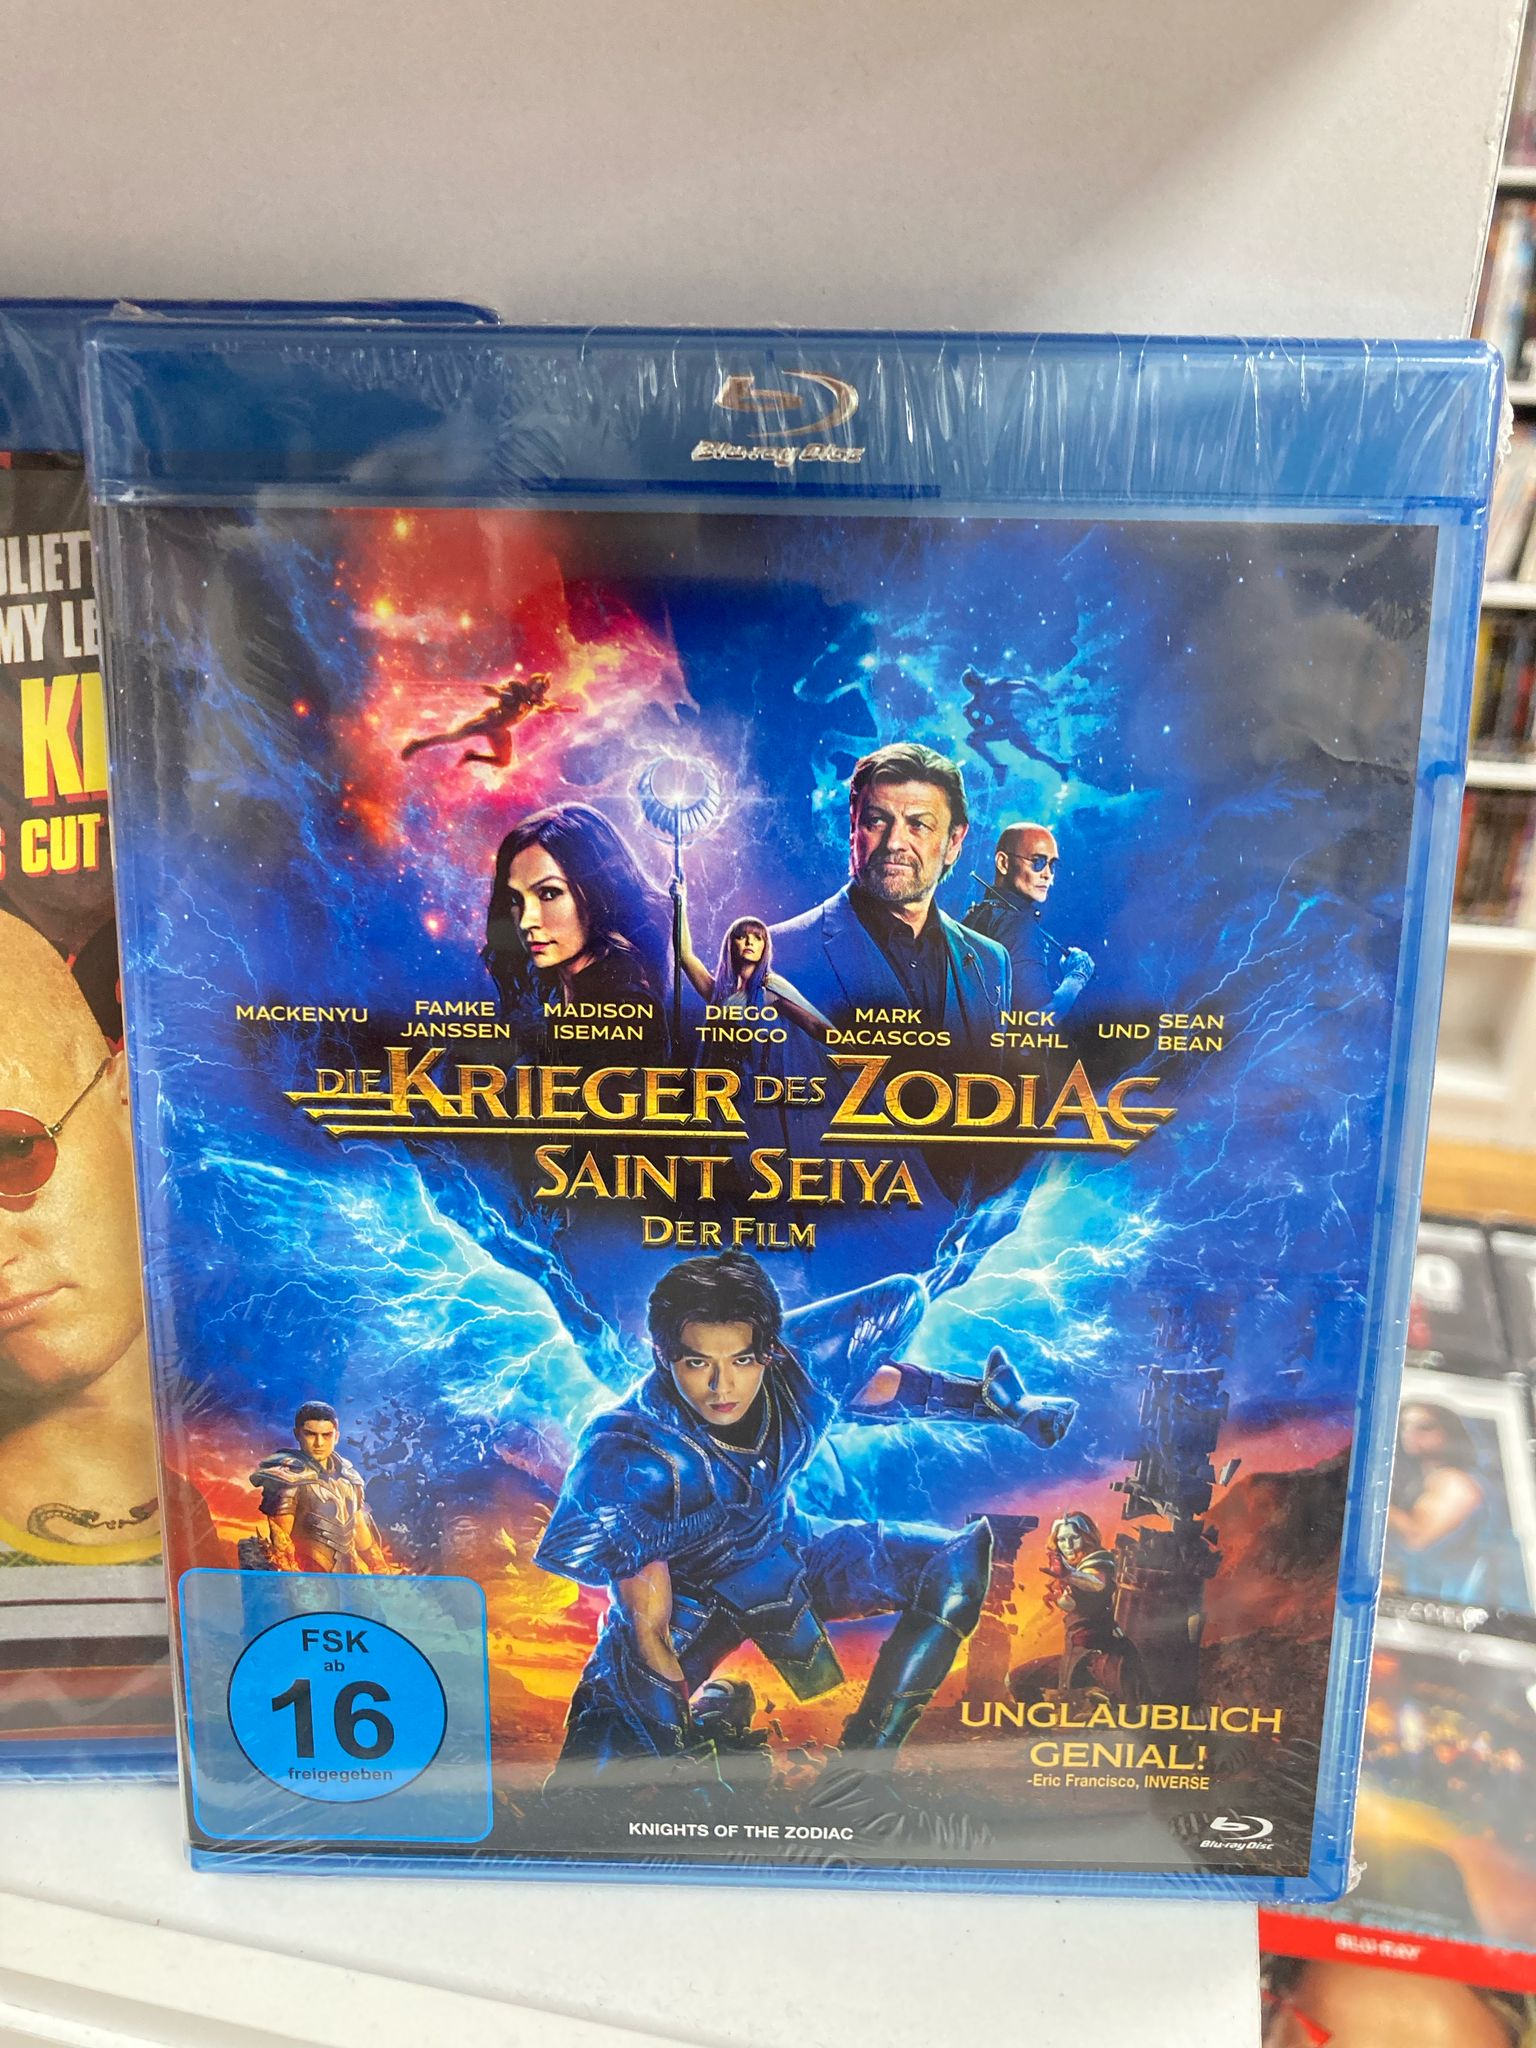 Blu-ray Disc
MACKENYU
FAMKE JANSSEN
MADISON ISEMAN
DIEGO TINOCO
MARK DACASCOS
NICK STAHL
UND SEAN BEAN
DIE KRIEGER DES ZODIAC
SAINT SEIYA
DER FILM
FSK
ab
16
freigegeben
UNGLAUBLICH
GENIAL!
-Eric Francisco, INVERSE
KNIGHTS OF THE ZODIAC
Blu-ray Disc
CUT
BLU-RAY